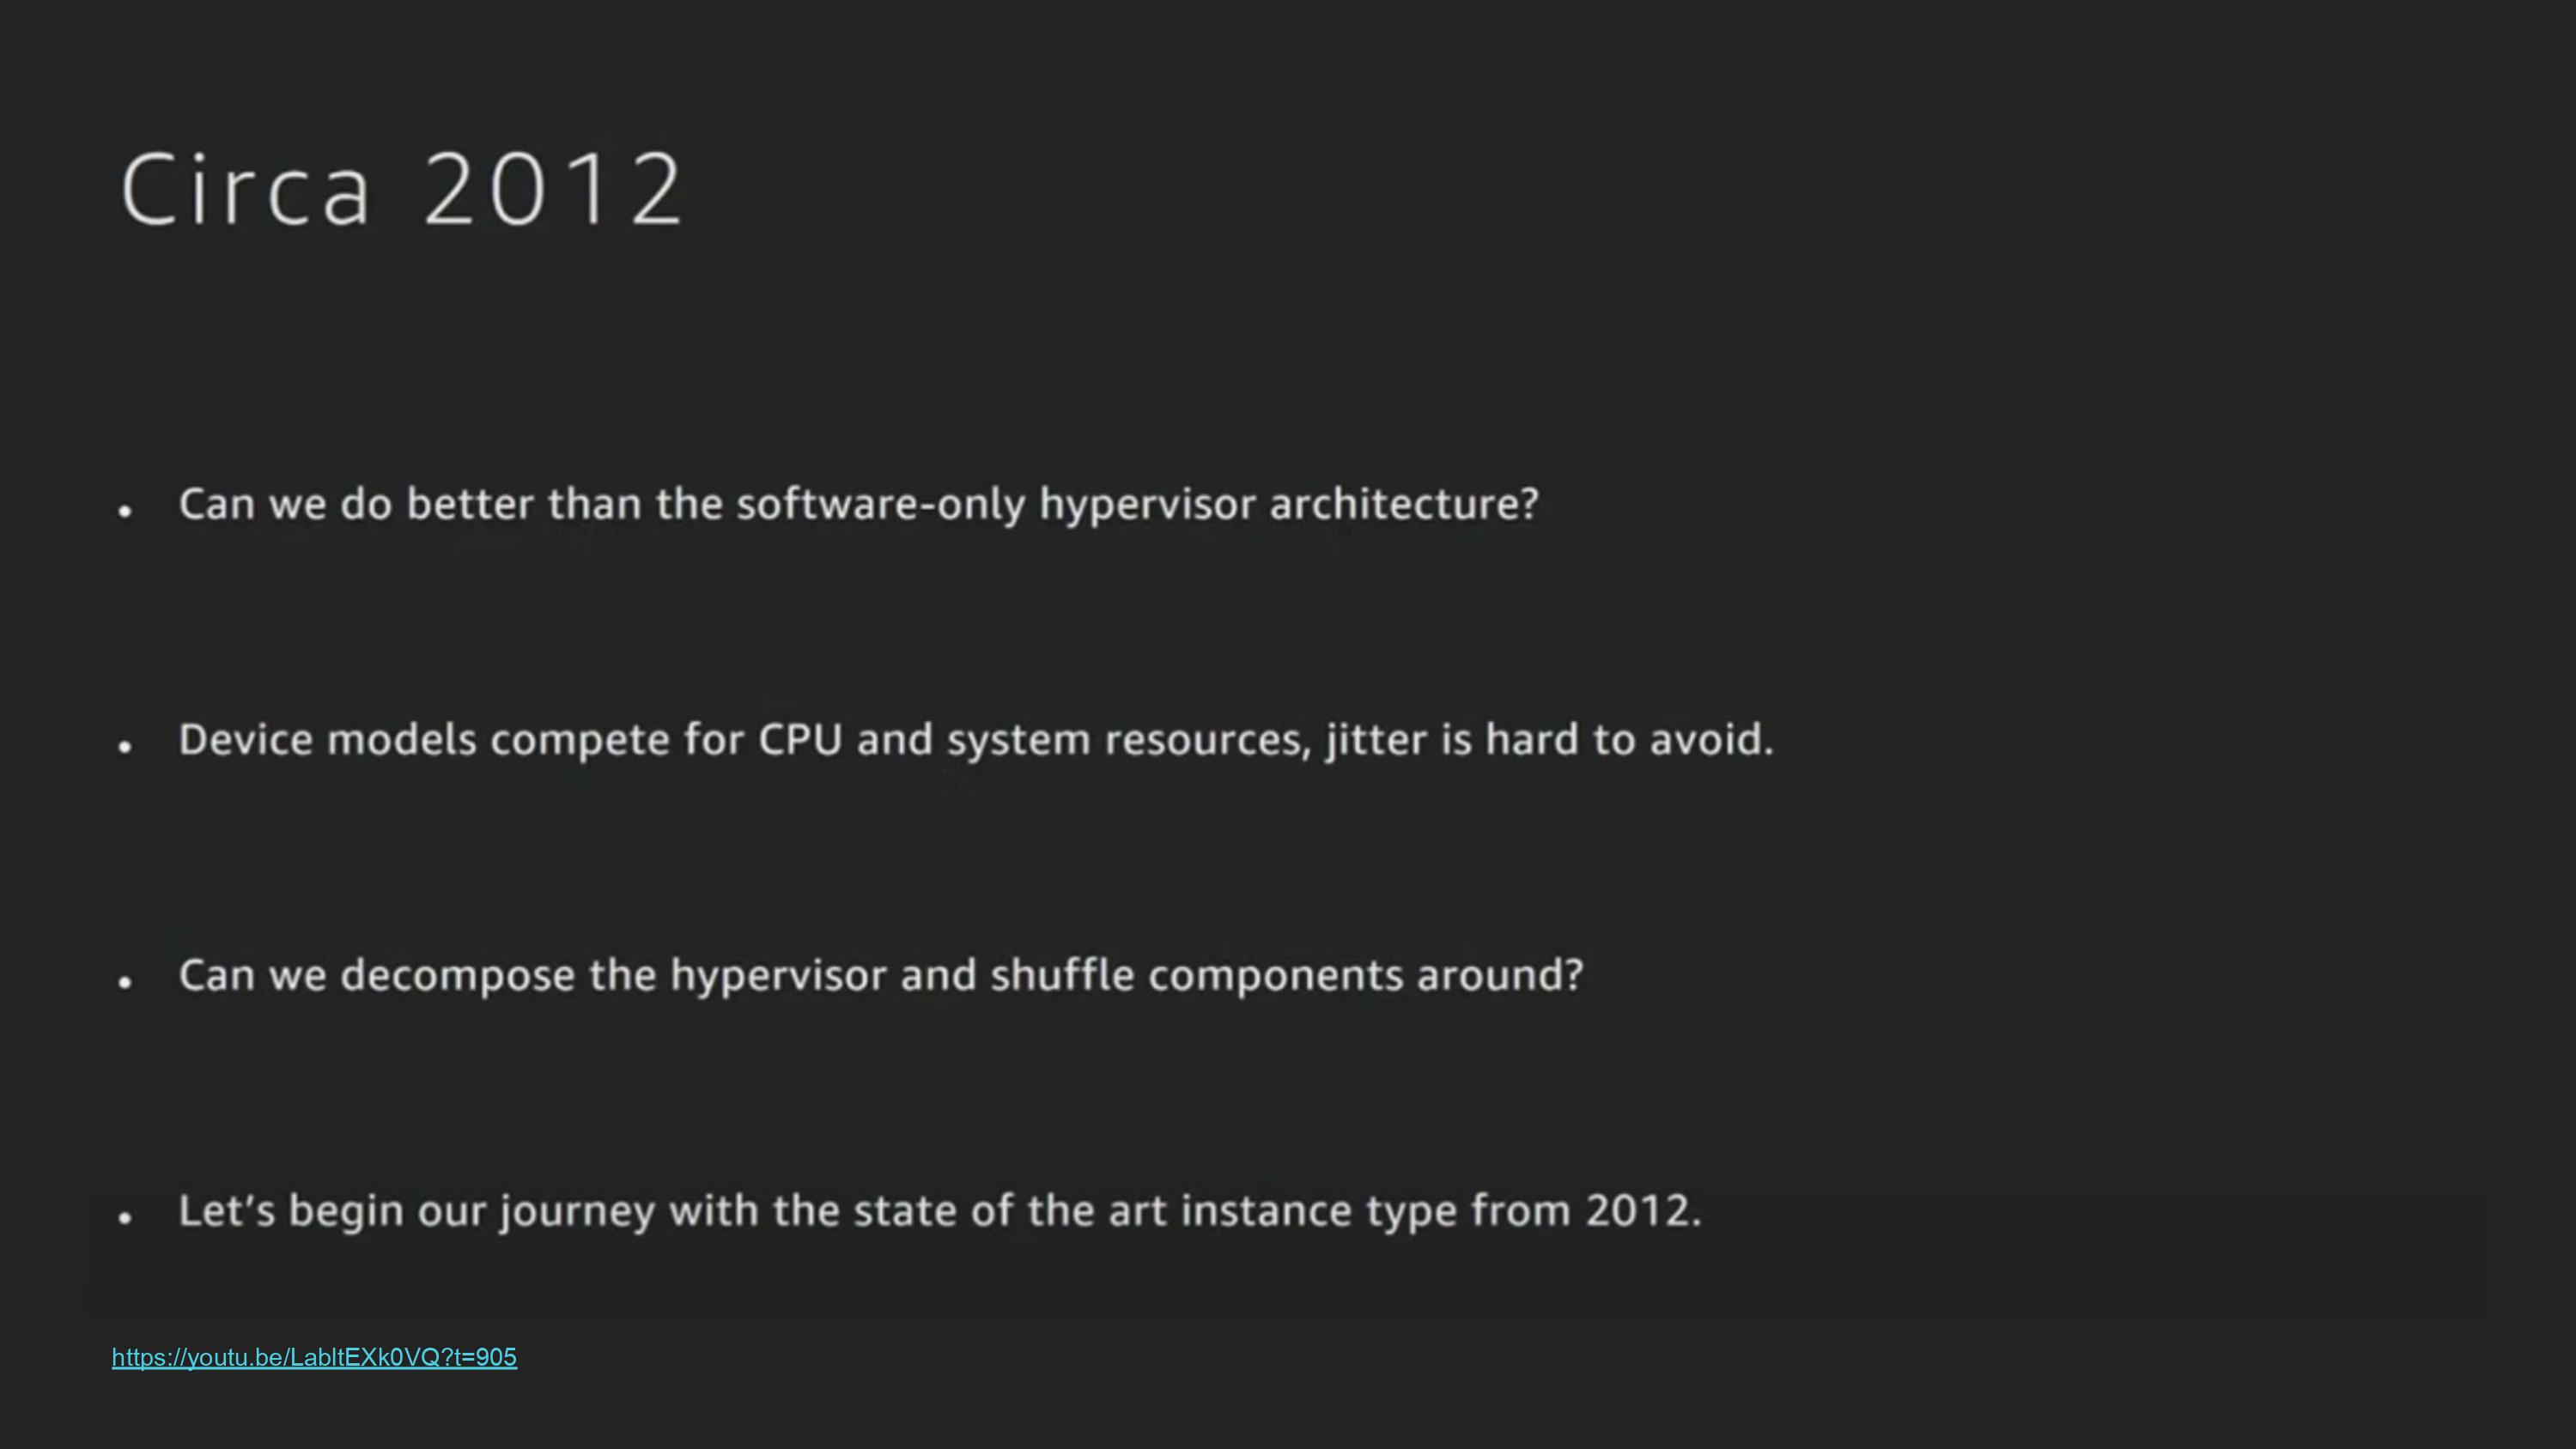 Circa 2012
• Can we do better than the software-only hypervisor architecture?
• Device models compete for CPU and system resources, jitter is hard to avoid.
• Can we decompose the hypervisor and shuffle components around?
• Let’s begin our journey with the state of the art instance type from 2012.
https://youtu.be/LabltEXk0VQ?t=905